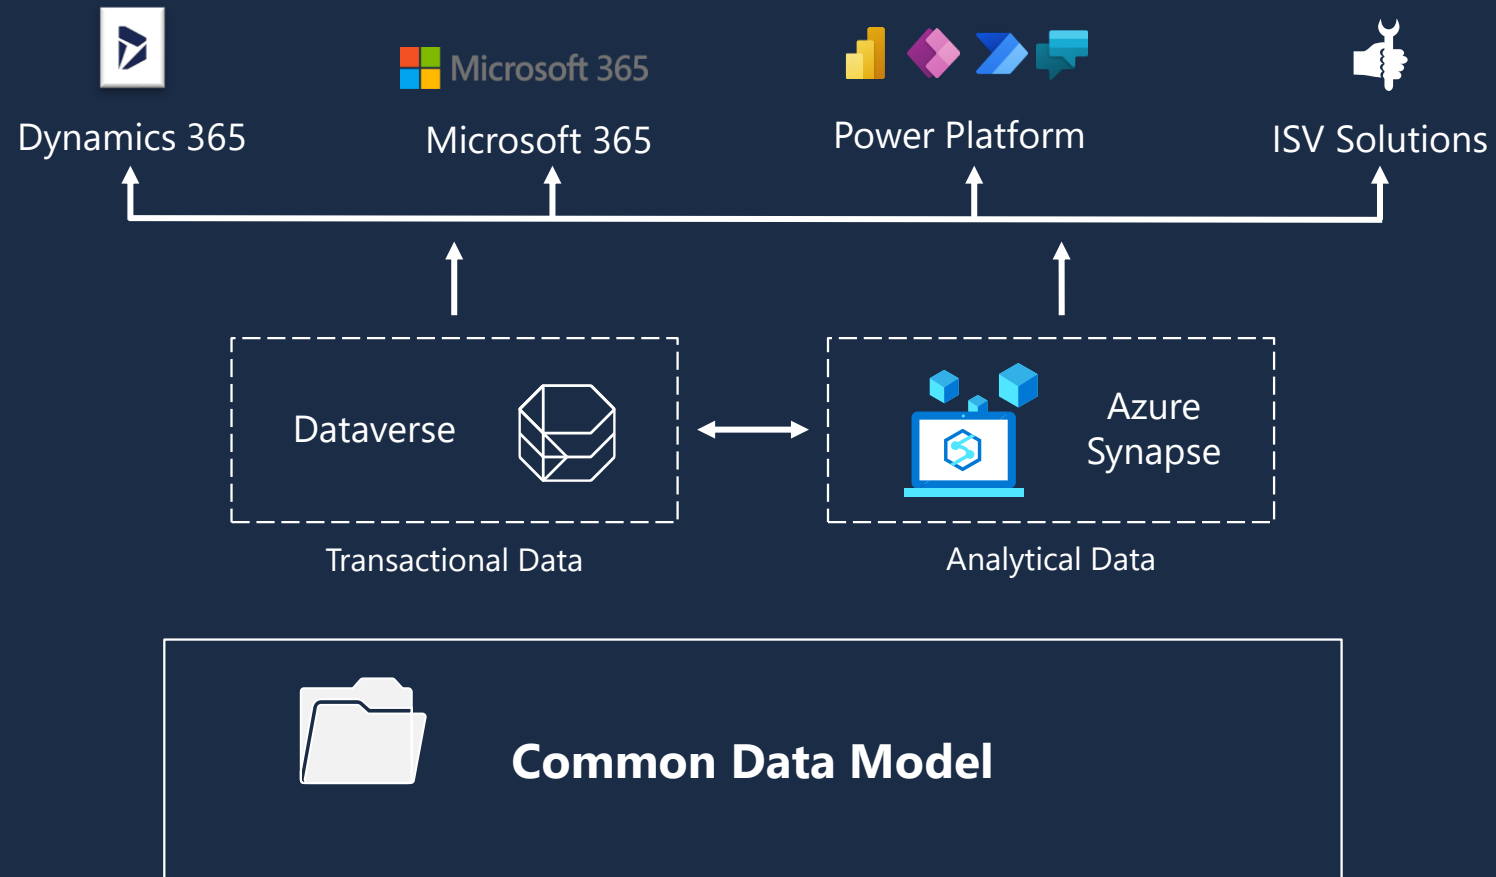 Microsoft 365
Dynamics 365
Microsoft 365
Power Platform
ISV Solutions
Dataverse
Azure
Synapse
Transactional Data
Analytical Data
Common Data Model